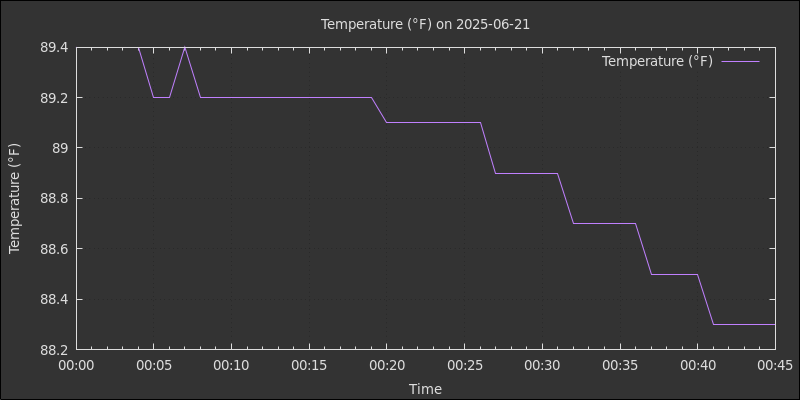 Temperature (°F) on 2025-06-21
Temperature (°F)
89.4
89.2
89
88.8
88.6
88.4
88.2
Temperature (°F)
00:00 00:05 00:10 00:15 00:20 00:25 00:30 00:35 00:40 00:45
Time